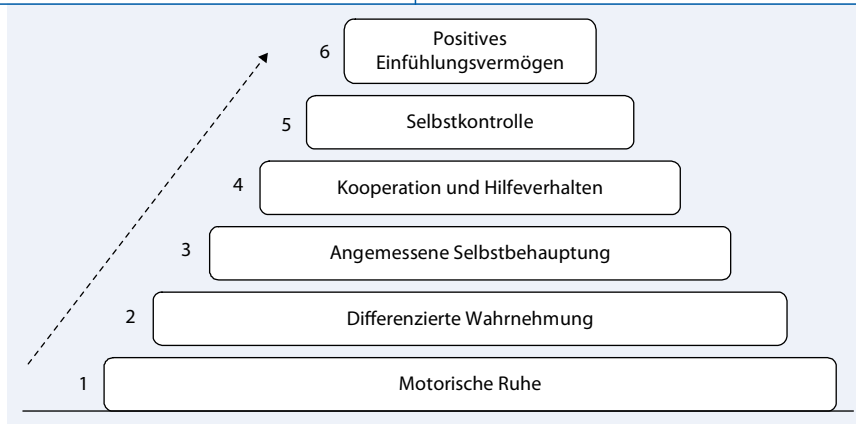 6
Positives
Einfühlungsvermögen
5
Selbstkontrolle
4
Kooperation und Hilfeverhalten
3
Angemessene Selbstbehauptung
2
Differenzierte Wahrnehmung
1
Motorische Ruhe